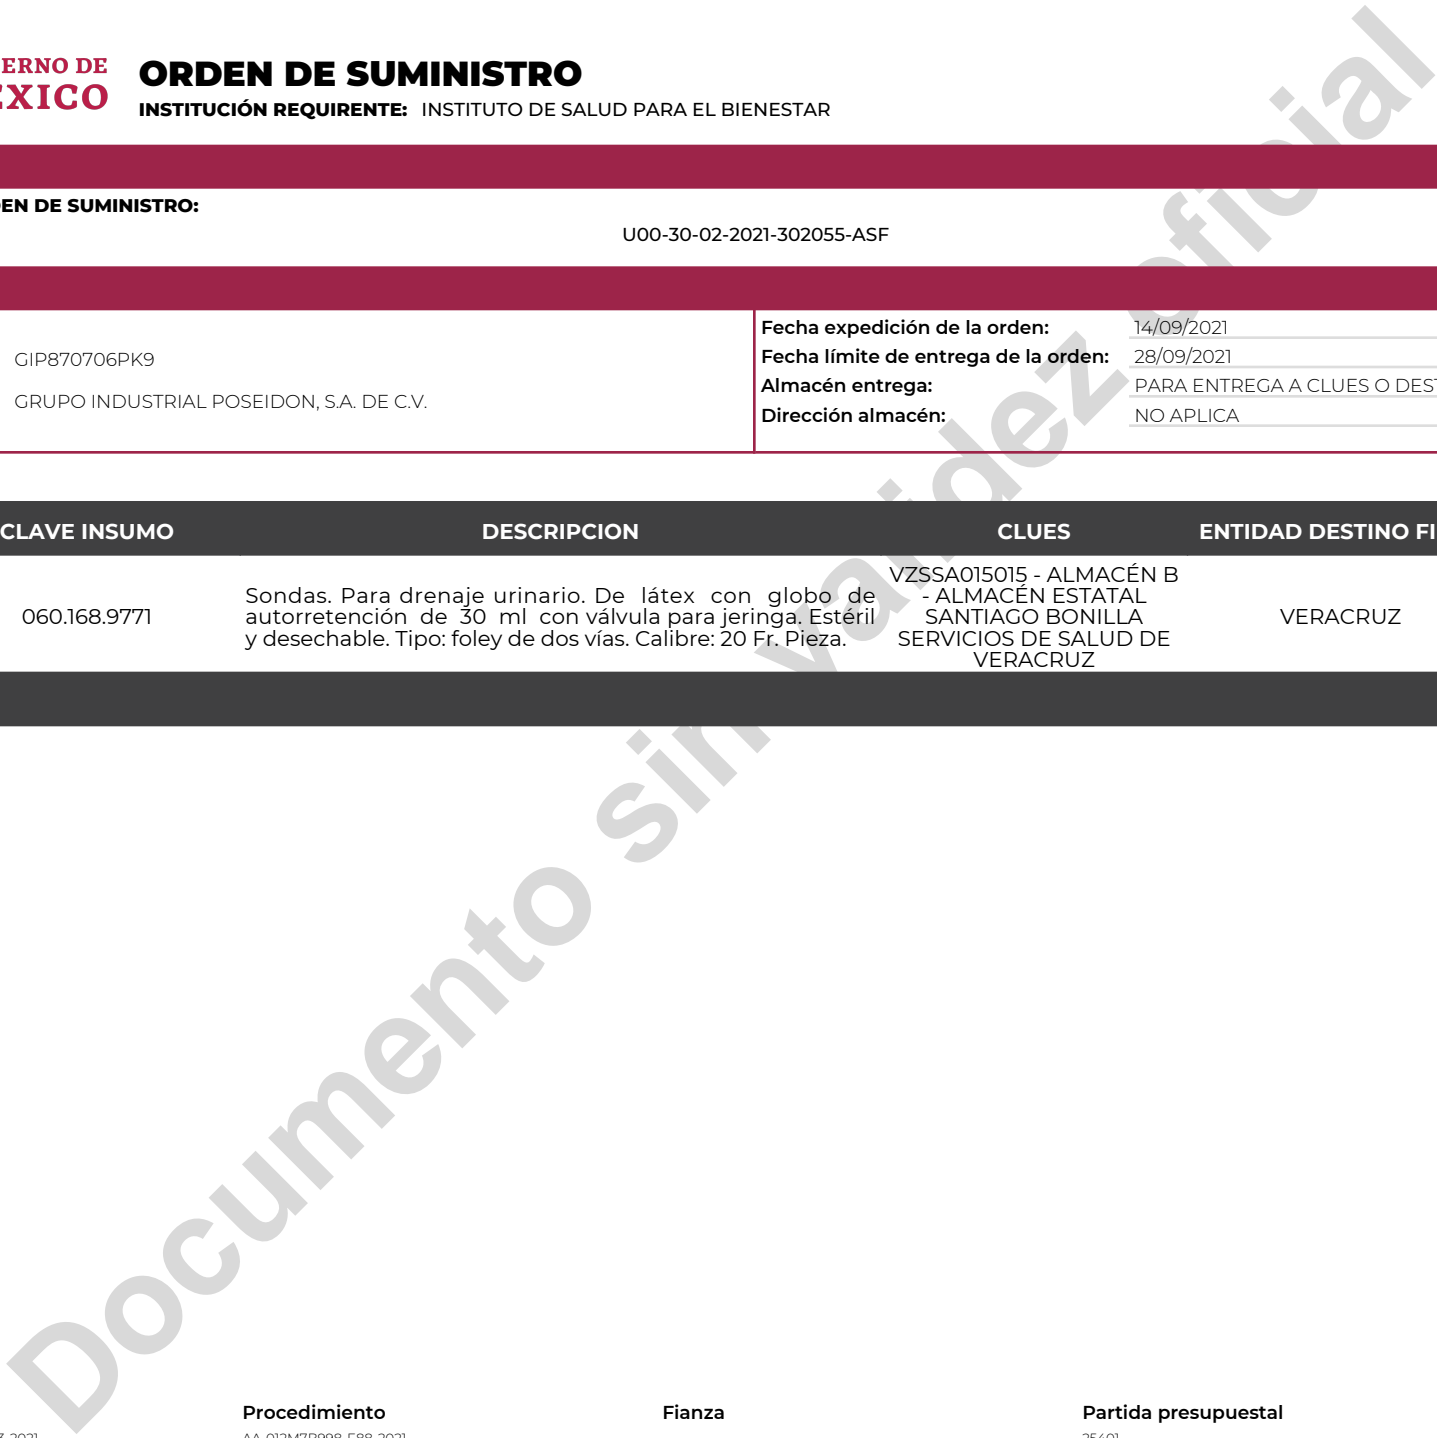 ERNO DE
EXICO
ORDEN DE SUMINISTRO
INSTITUCIÓN REQUIRENTE: INSTITUTO DE SALUD PARA EL BIENESTAR
EN DE SUMINISTRO:
U00-30-02-2021-302055-ASF
GIP870706PK9
GRUPO INDUSTRIAL POSEIDON, S.A. DE C.V.
Fecha expedición de la orden: 14/09/2021
Fecha límite de entrega de la orden: 28/09/2021
Almacén entrega: PARA ENTREGA A CLUES O DEST
Dirección almacén: NO APLICA
CLAVE INSUMO DESCRIPCION CLUES ENTIDAD DESTINO FI
060.168.9771
Sondas. Para drenaje urinario. De látex con globo de
autorretención de 30 ml con válvula para jeringa. Estéril
y desechable. Tipo: foley de dos vías. Calibre: 20 Fr. Pieza.
VZSSA015015 - ALMACÉN B
- ALMACÉN ESTATAL
SANTIAGO BONILLA
SERVICIOS DE SALUD DE
VERACRUZ
VERACRUZ
Documento sin validez oficial
Procedimiento Fianza Partida presupuestal